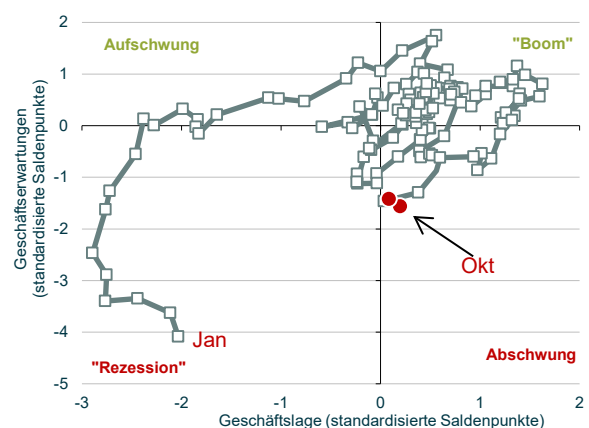 2
1
0
-1
-2
-3
-4
-5
Geschäftserwartungen
(standardisierte Saldenpunkte)
Aufschwung
"Boom"
Okt
Jan
"Rezession"
Abschwung
-3 -2 -1 0 1 2
Geschäftslage (standardisierte Saldenpunkte)